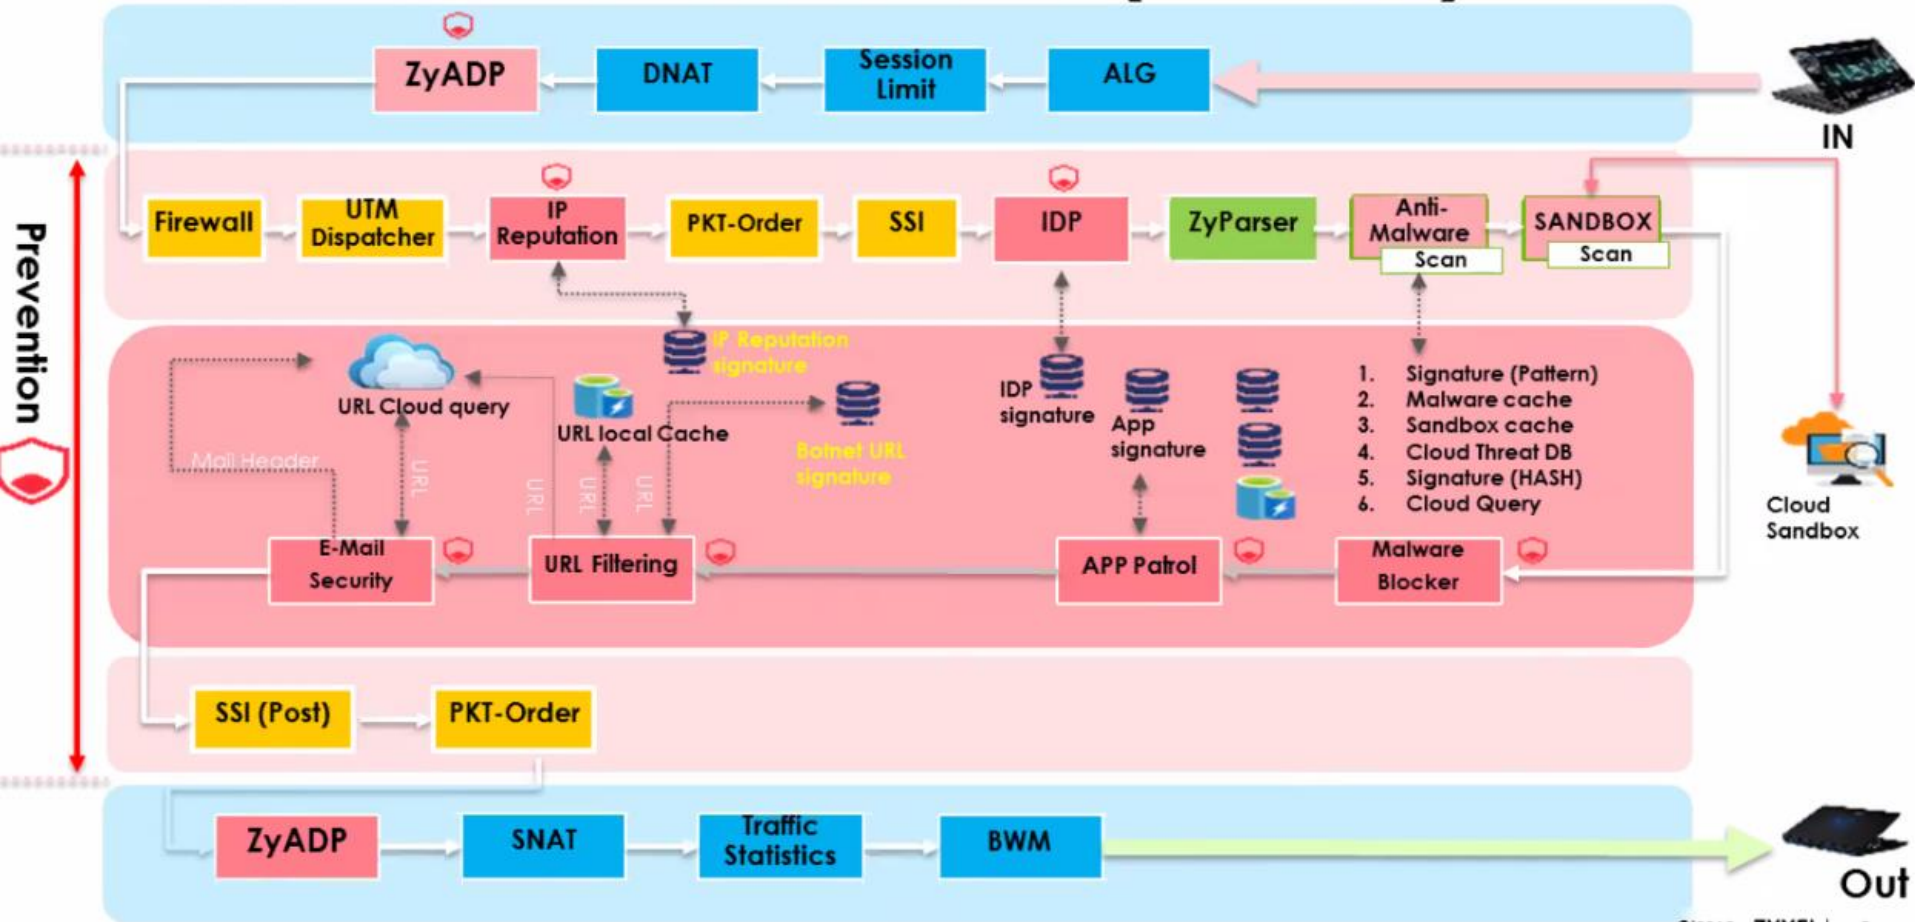 ZyADP
DNAT
Session
Limit
ALG
IN
Prevention
Firewall
UTM
Dispatcher
IP
Reputation
PKT-Order
SSI
IDP
ZyParser
Anti-
Malware
Scan
SANDBOX
Scan
URL Cloud query
IP Reputation
signature
URL local Cache
Botnet URL
signature
IDP
signature
App
signature
1. Signature (Pattern)
2. Malware cache
3. Sandbox cache
4. Cloud Threat DB
5. Signature (HASH)
6. Cloud Query
Cloud
Sandbox
Mail Header
URL
URL
URL
URL
E-Mail
Security
URL Filtering
APP Patrol
Malware
Blocker
SSI (Post)
PKT-Order
ZyADP
SNAT
Traffic
Statistics
BWM
Out